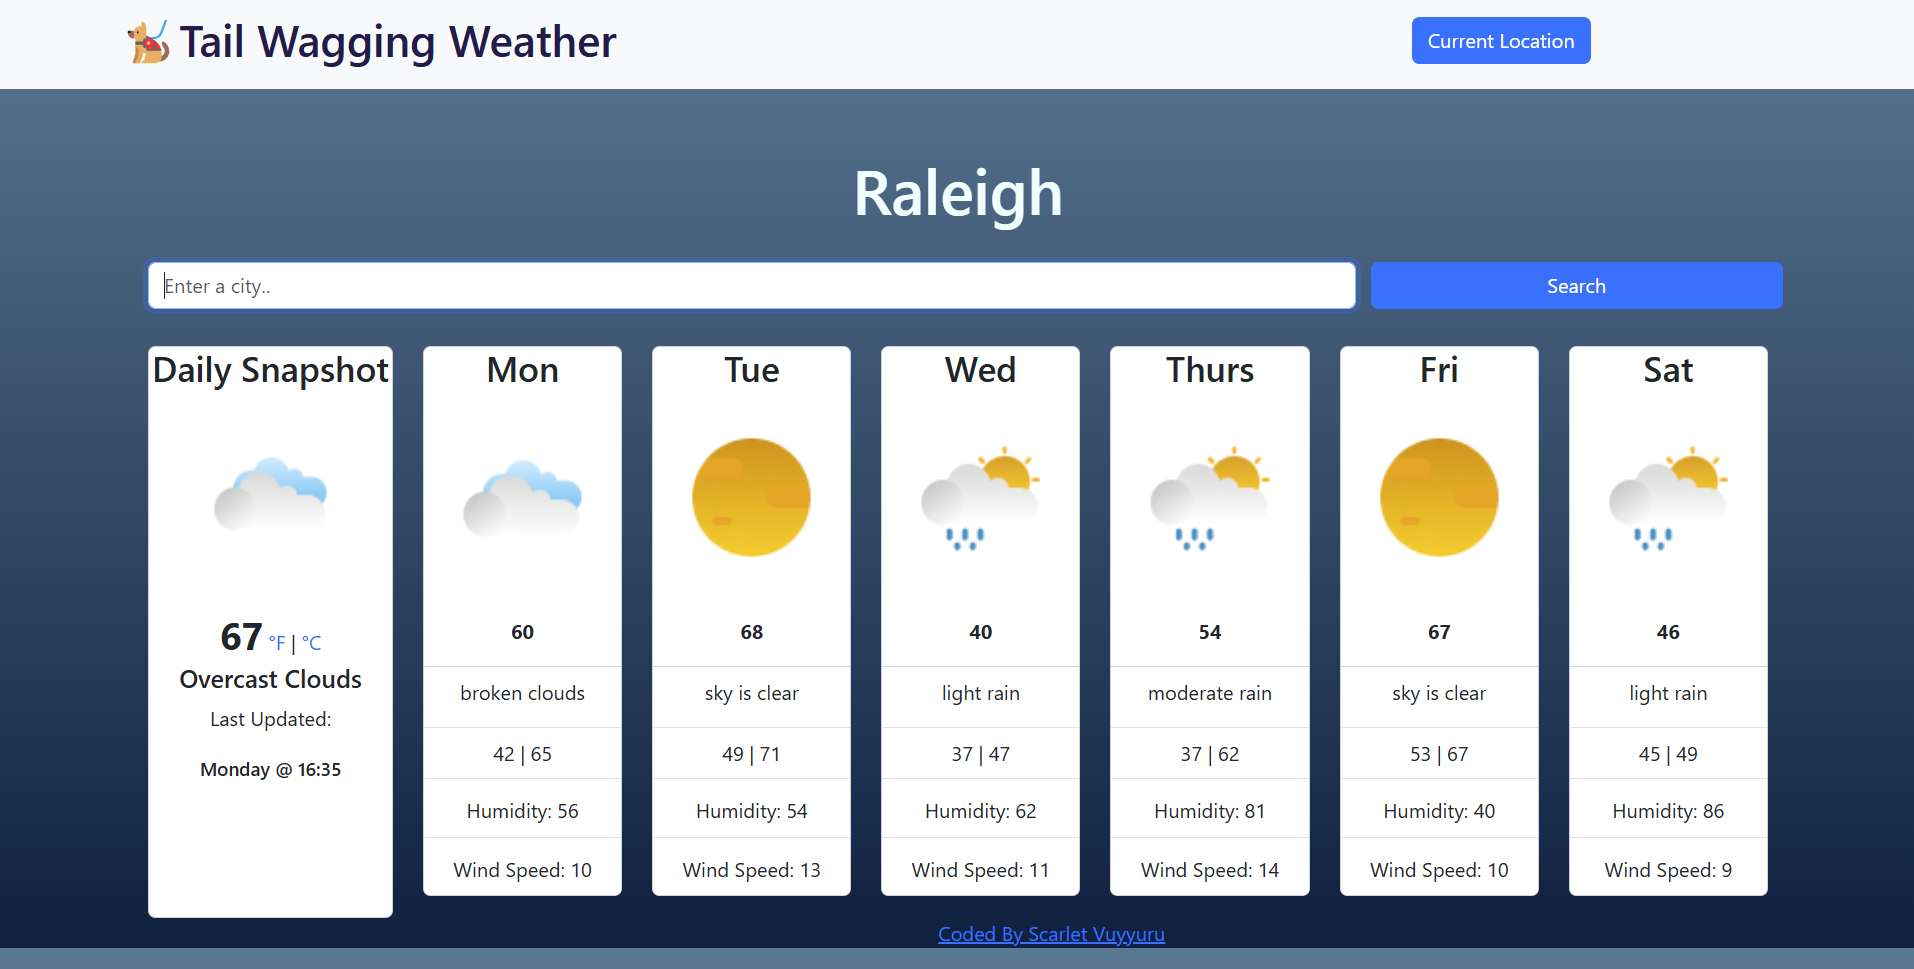 Tail Wagging Weather
Current Location
Raleigh
Enter a city..
Search
Daily Snapshot
67 °F | °C
Overcast Clouds
Last Updated:
Monday @ 16:35
Mon
60
broken clouds
42 | 65
Humidity: 56
Wind Speed: 10
Tue
68
sky is clear
49 | 71
Humidity: 54
Wind Speed: 13
Wed
40
light rain
37 | 47
Humidity: 62
Wind Speed: 11
Thurs
54
moderate rain
37 | 62
Humidity: 81
Wind Speed: 14
Fri
67
sky is clear
53 | 67
Humidity: 40
Wind Speed: 10
Sat
46
light rain
45 | 49
Humidity: 86
Wind Speed: 9
Coded By Scarlet Vuyyuru